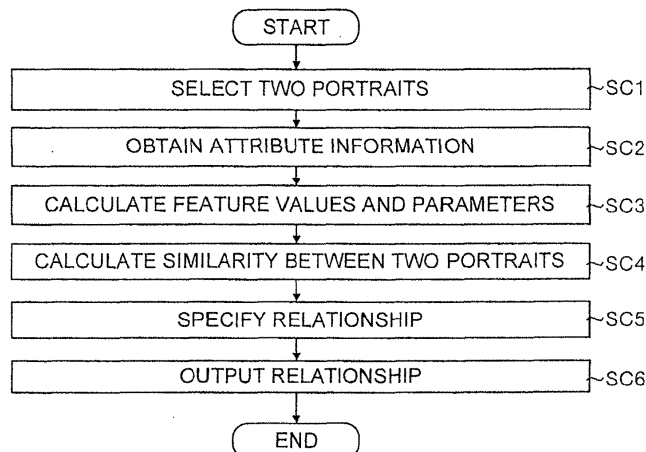 START
SELECT TWO PORTRAITS ~SC1
OBTAIN ATTRIBUTE INFORMATION ~SC2
CALCULATE FEATURE VALUES AND PARAMETERS ~SC3
CALCULATE SIMILARITY BETWEEN TWO PORTRAITS ~SC4
SPECIFY RELATIONSHIP ~SC5
OUTPUT RELATIONSHIP ~SC6
END